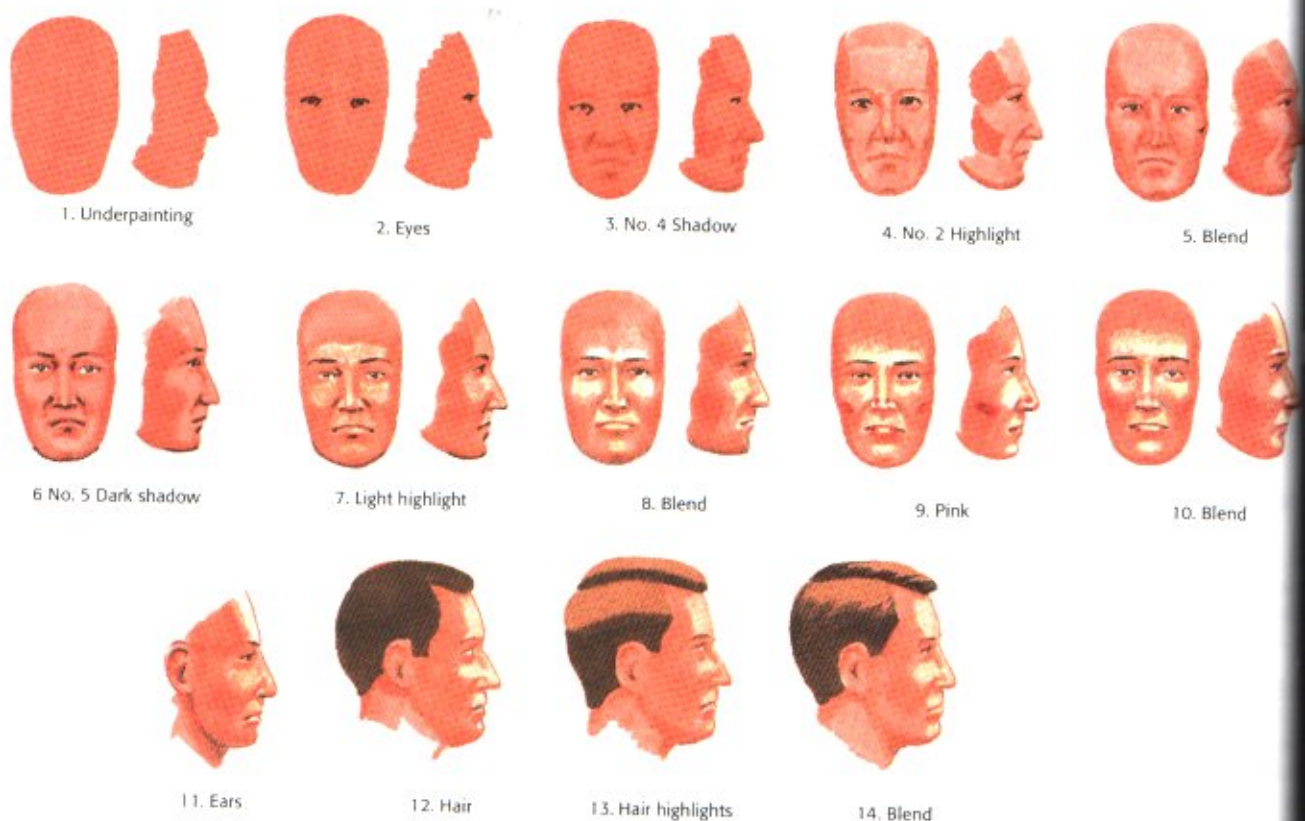 1. Underpainting
2. Eyes
3. No. 4 Shadow
4. No. 2 Highlight
5. Blend
6 No. 5 Dark shadow
7. Light highlight
8. Blend
9. Pink
10. Blend
11. Ears
12. Hair
13. Hair highlights
14. Blend